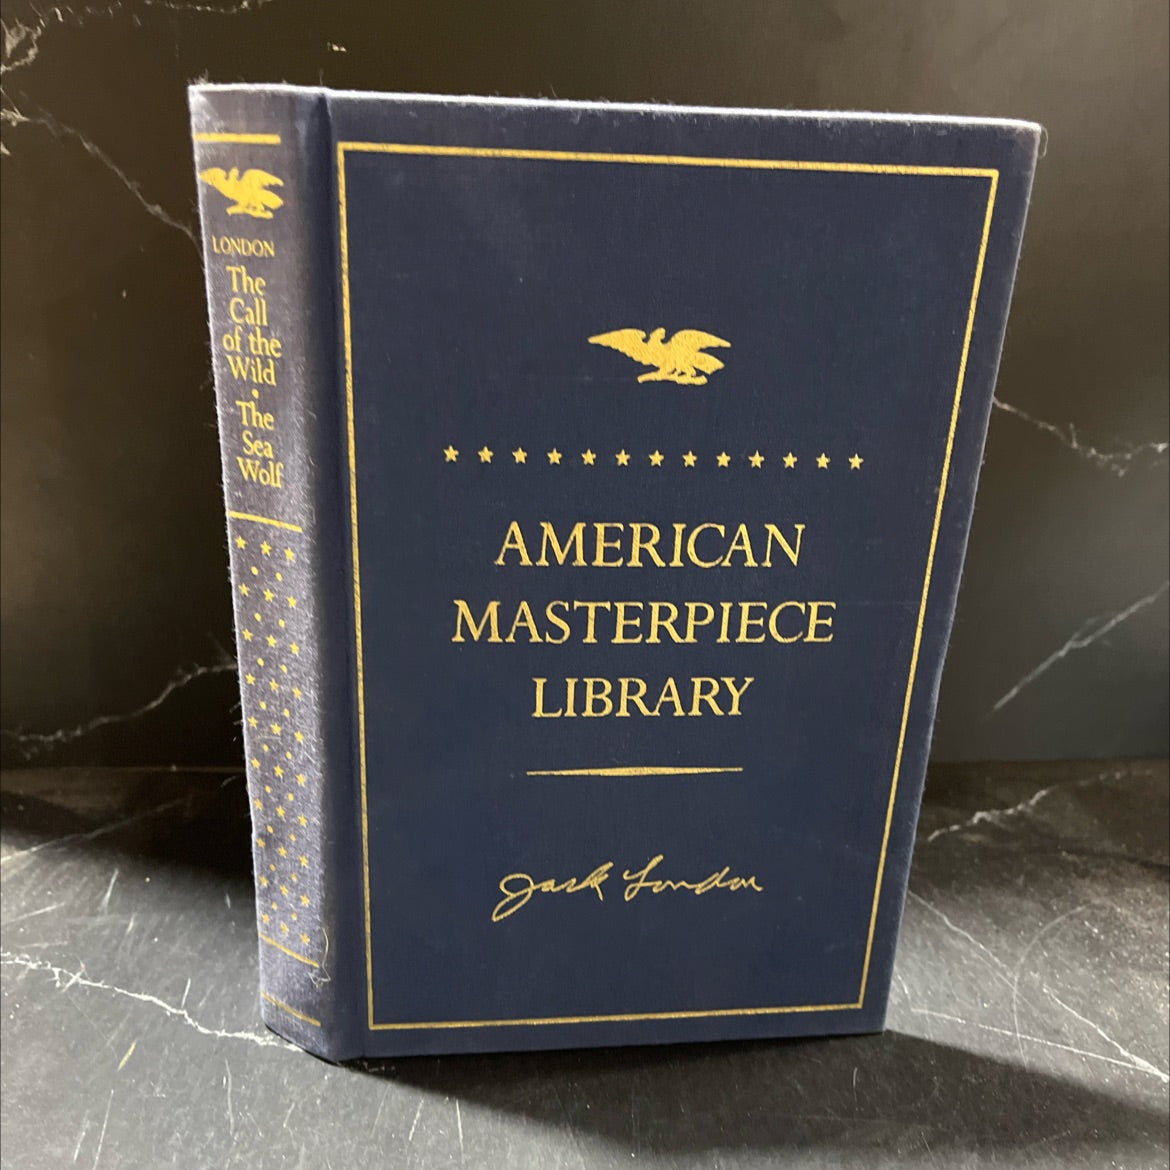 LONDON
The
Call
of the
Wild
•
The
Sea
Wolf
AMERICAN
MASTERPIECE
LIBRARY
Jack London